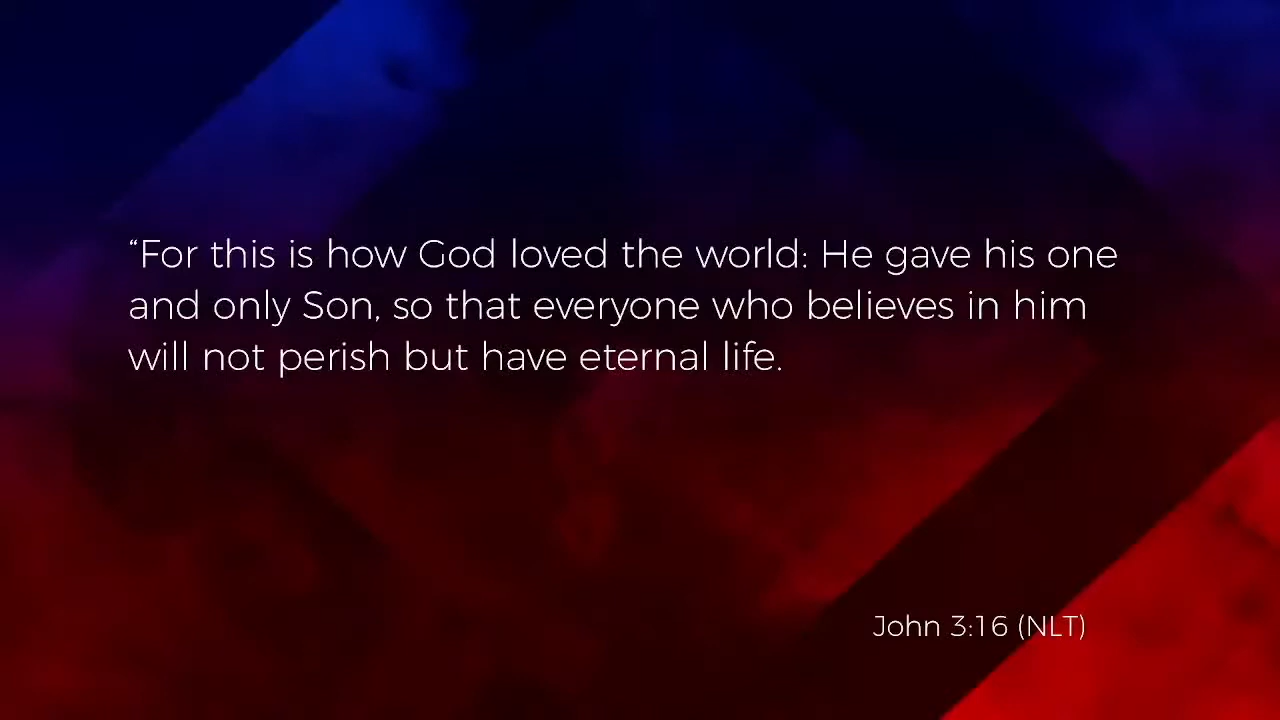 “For this is how God loved the world: He gave his one
and only Son, so that everyone who believes in him
will not perish but have eternal life.
John 3:16 (NLT)